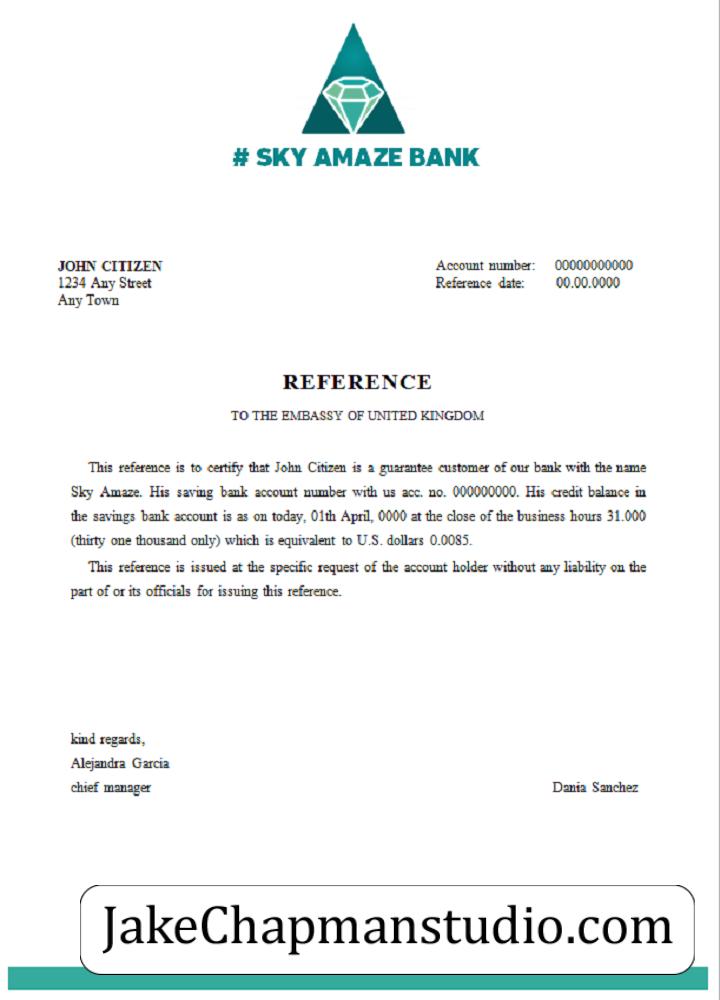 # SKY AMAZE BANK
JOHN CITIZEN
1234 Any Street
Any Town
Account number: 00000000000
Reference date: 00.00.0000
REFERENCE
TO THE EMBASSY OF UNITED KINGDOM
This reference is to certify that John Citizen is a guarantee customer of our bank with the name
Sky Amaze. His saving bank account number with us acc. no. 000000000. His credit balance in
the savings bank account is as on today, 01th April, 0000 at the close of the business hours 31.000
(thirty one thousand only) which is equivalent to U.S. dollars 0.0085.
This reference is issued at the specific request of the account holder without any liability on the
part of or its officials for issuing this reference.
kind regards,
Alejandra Garcia
chief manager
Dania Sanchez
JakeChapmanstudio.com